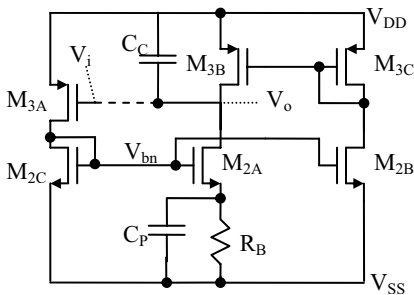 V_DD
C_C
V_i
M_3B
M_3C
M_3A
V_o
M_2C
V_bn
M_2A
M_2B
C_P
R_B
V_SS